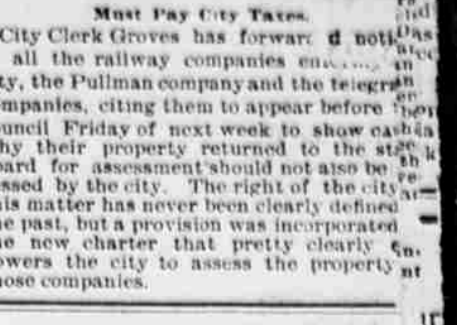 Must Pay City Taxes.
City Clerk Groves has forward d noti
all the railway companies en
ty, the Pullman company and the telegr
mpanies, citing them to appear before
ouncil Friday of next week to show ca
hy their property returned to the st
oard for assessment should not also be
essed by the city. The right of the city
is matter has never been clearly defined
e past, but a provision was incorporated
e new charter that pretty clearly
owers the city to assess the property
hose companies.